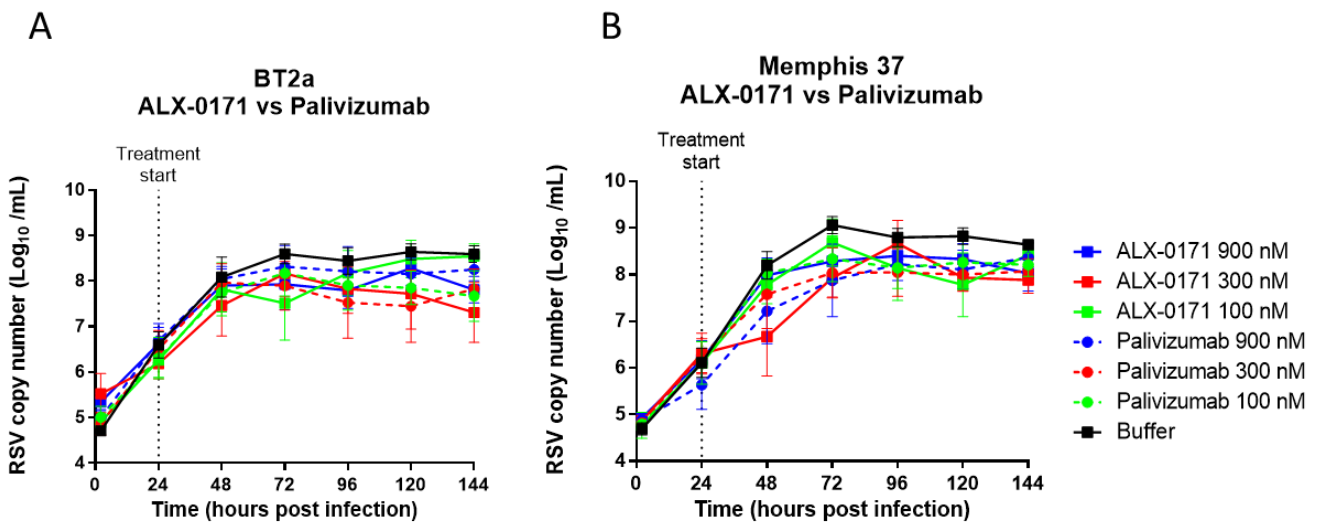 A
BT2a
ALX-0171 vs Palivizumab
Treatment
start
RSV copy number (Log10 /mL)
10
9
8
7
6
5
4
0 24 48 72 96 120 144
Time (hours post infection)
B
Memphis 37
ALX-0171 vs Palivizumab
Treatment
start
RSV copy number (Log10 /mL)
10
9
8
7
6
5
4
0 24 48 72 96 120 144
Time (hours post infection)
ALX-0171 900 nM
ALX-0171 300 nM
ALX-0171 100 nM
Palivizumab 900 nM
Palivizumab 300 nM
Palivizumab 100 nM
Buffer